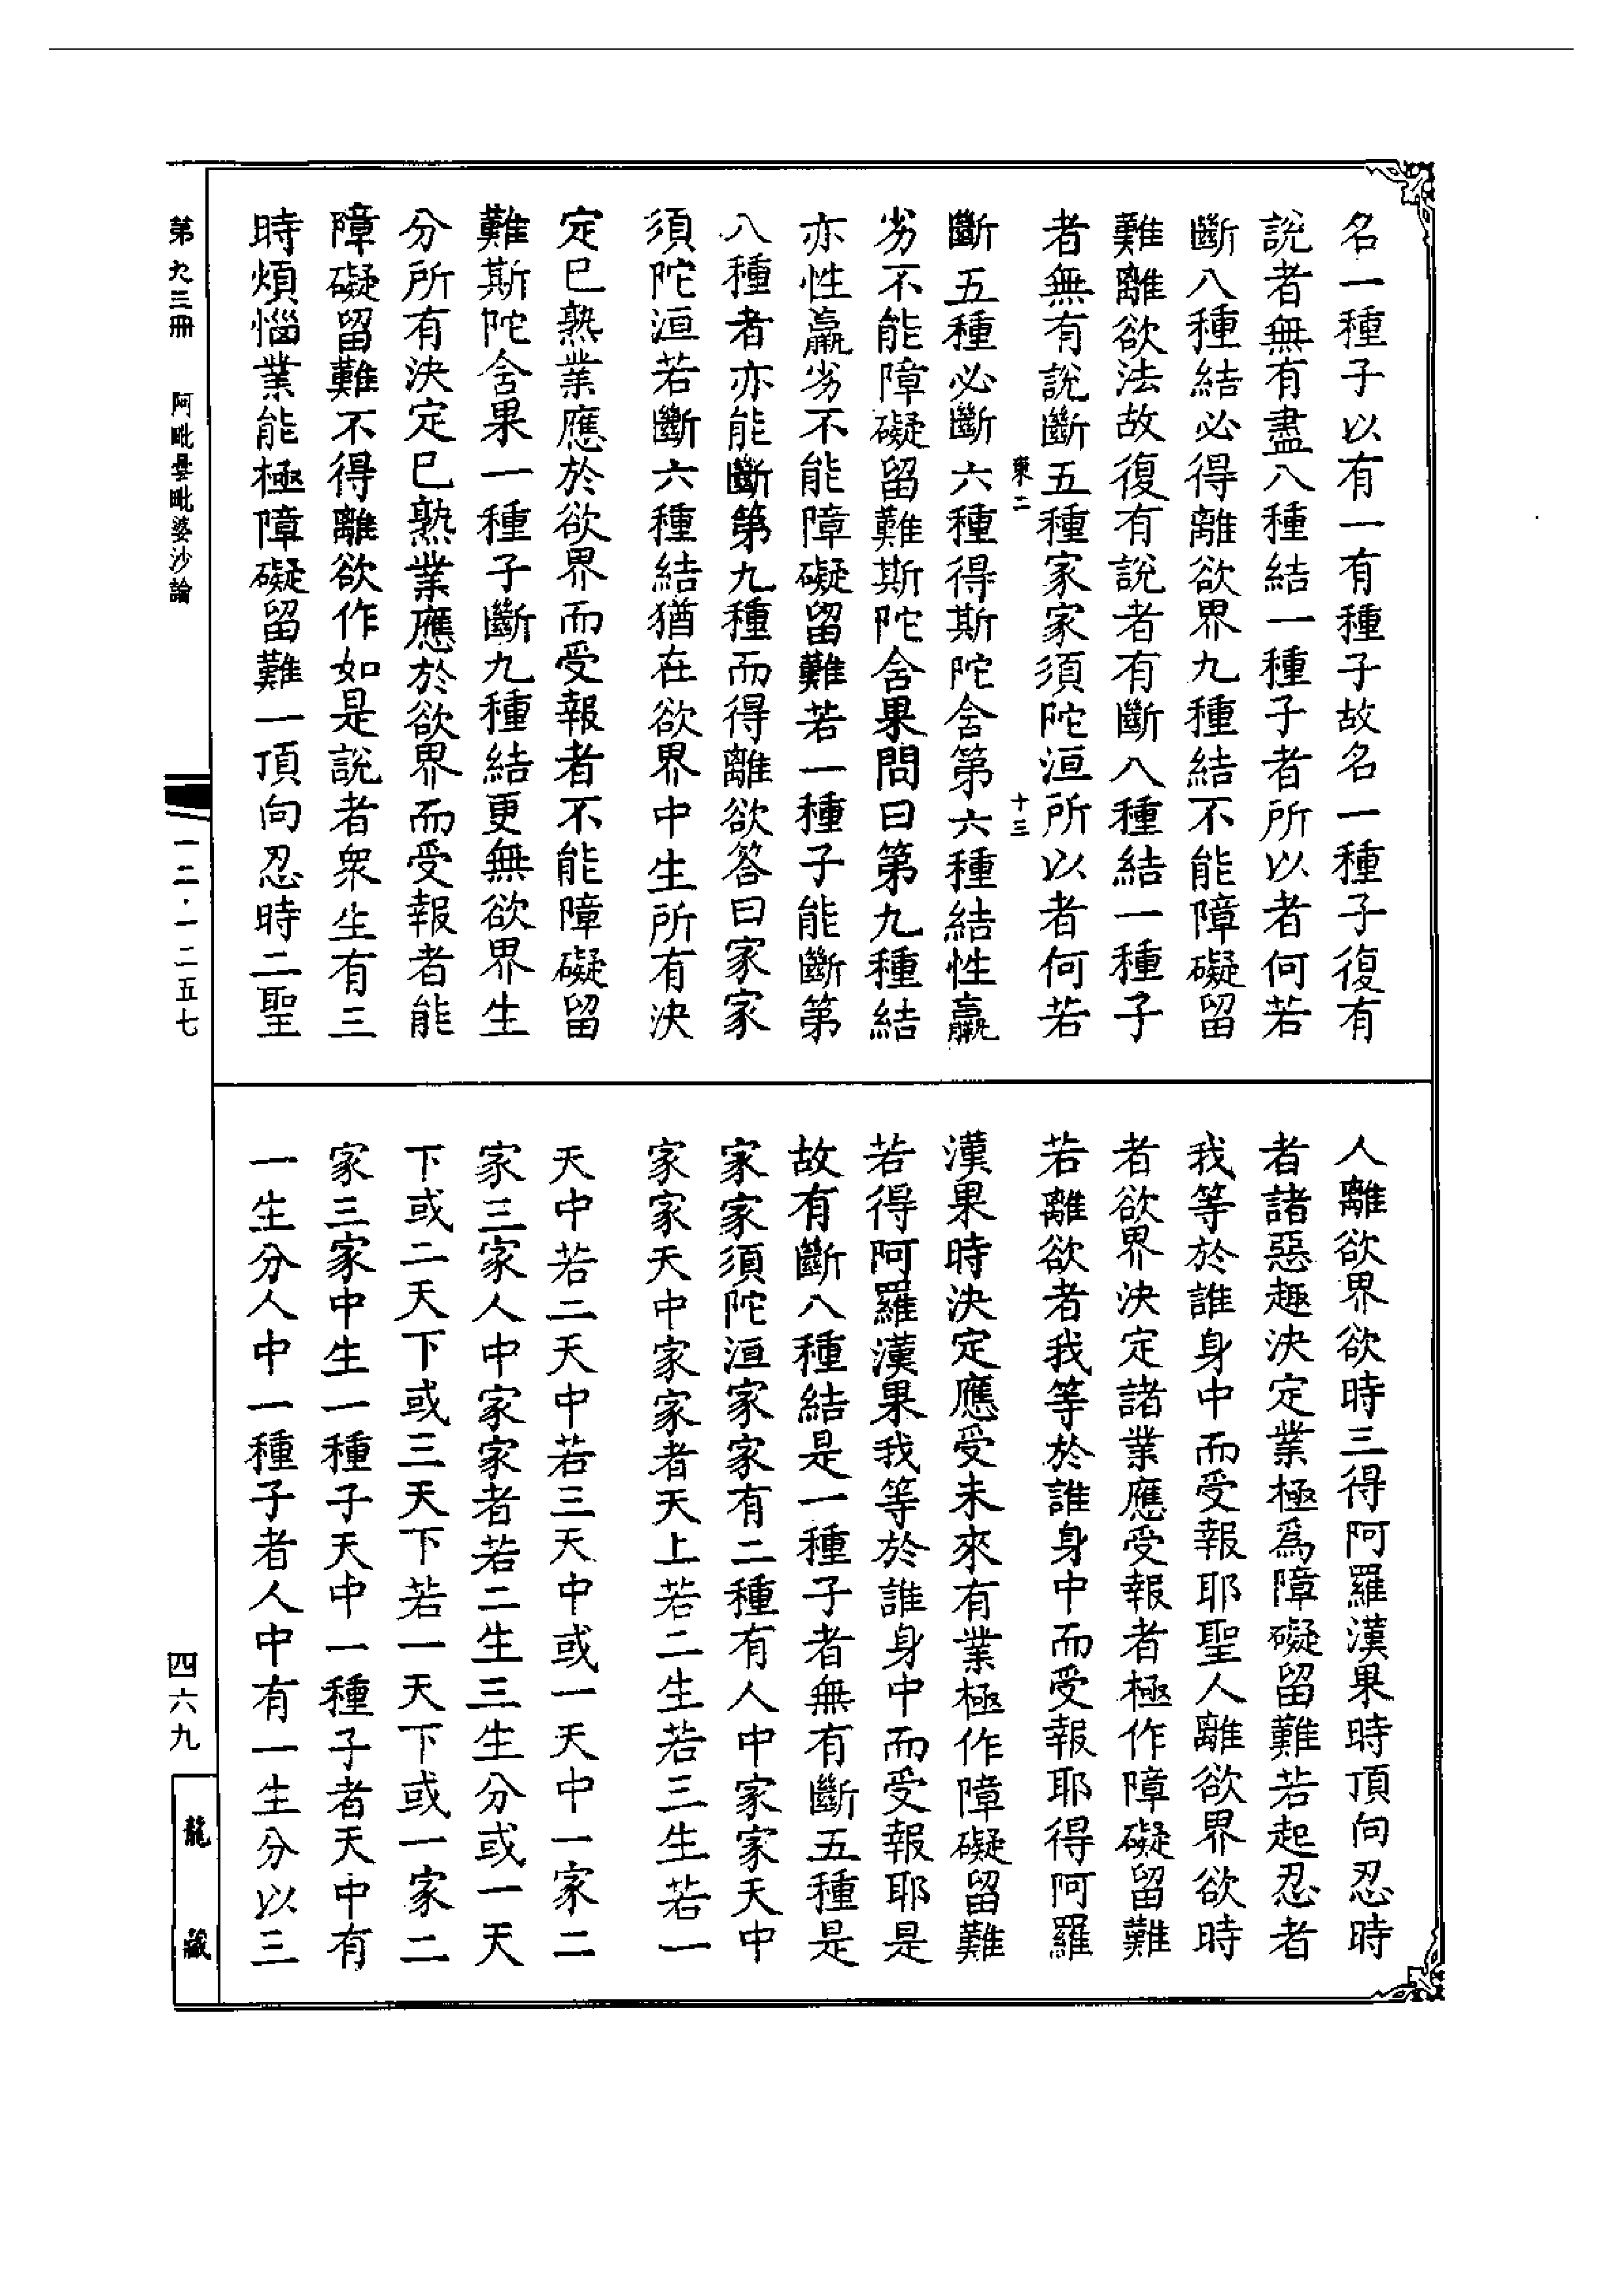 名一種子以有一有種子故名一種子復有
說者無有盡八種結一種子者所以者何若
斷八種結必得離欲界九種結不能障礙留
難離欲法故復有說者有斷八種結一種子
者無有說斷五種家家須陀洹所以者何若
東二 十三
斷五種必斷六種得斯陀含第六種結性羸
劣不能障礙留難斯陀含果問曰第九種結
亦性羸劣不能障礙留難若一種子能斷第
八種者亦能斷第九種而得離欲答曰家家
須陀洹若斷六種結猶在欲界中生所有決
定已熟業應於欲界而受報者不能障礙留
難斯陀含果一種子斷九種結更無欲界生
分所有決定已熟業應於欲界而受報者能
障礙留難不得離欲作如是說者衆生有三
時煩惱業能極障礙留難一頂向忍時二聖
人離欲界欲時三得阿羅漢果時頂向忍時
者諸惡趣決定業極爲障礙留難若起忍者
我等於誰身中而受報耶聖人離欲界欲時
者欲界決定諸業應受報者極作障礙留難
若離欲者我等於誰身中而受報耶得阿羅
漢果時決定應受未來有業極作障礙留難
若得阿羅漢果我等於誰身中而受報耶是
故有斷八種結是一種子者無有斷五種是
家家須陀洹家家有二種有人中家家天中
家家天中家家者天上若二生若三生若一
天中若二天中若三天中或一天中一家二
家三家人中家家者若二生三生分或一天
下或二天下或三天下若一天下或一家二
家三家中生一種子天中一種子者天中有
一生分人中一種子者人中有一生分以三
第九三冊 阿毗曇毗婆沙論
一二·一二五七
四六九
龍藏